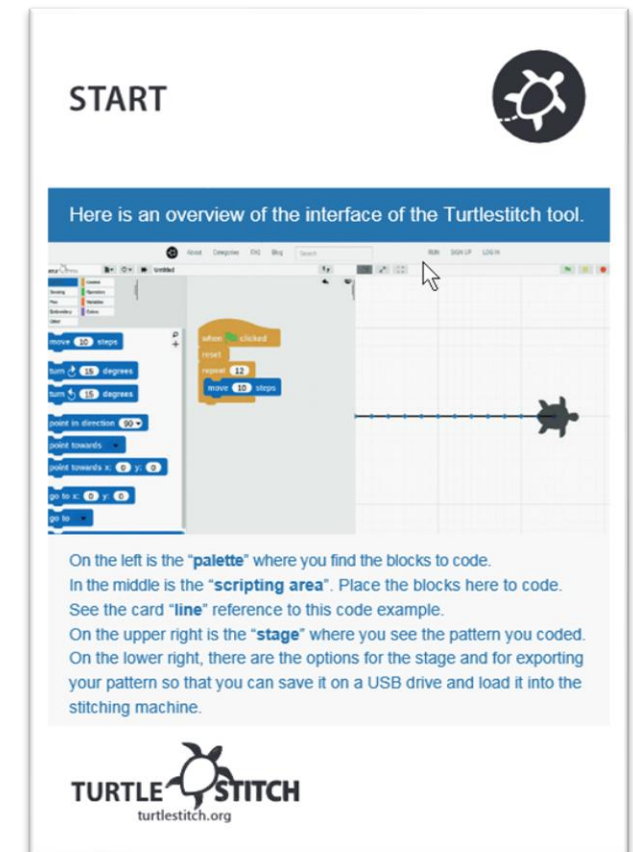 START
Here is an overview of the interface of the Turtlestitch tool.
About Categories FAQ Blog Search RUN SIGN UP LOG IN
Untitled
Control
Sensing Operators
Pen Variables
Embroidery Colors
Other
move 10 steps
turn 15 degrees
turn 15 degrees
point in direction 90
point towards
point towards x: 0 y: 0
go to x: 0 y: 0
go to
when clicked
reset
repeat 12
move 10 steps
On the left is the “palette” where you find the blocks to code.
In the middle is the “scripting area”. Place the blocks here to code.
See the card “line” reference to this code example.
On the upper right is the “stage” where you see the pattern you coded.
On the lower right, there are the options for the stage and for exporting
your pattern so that you can save it on a USB drive and load it into the
stitching machine.
TURTLE STITCH
turtlestitch.org